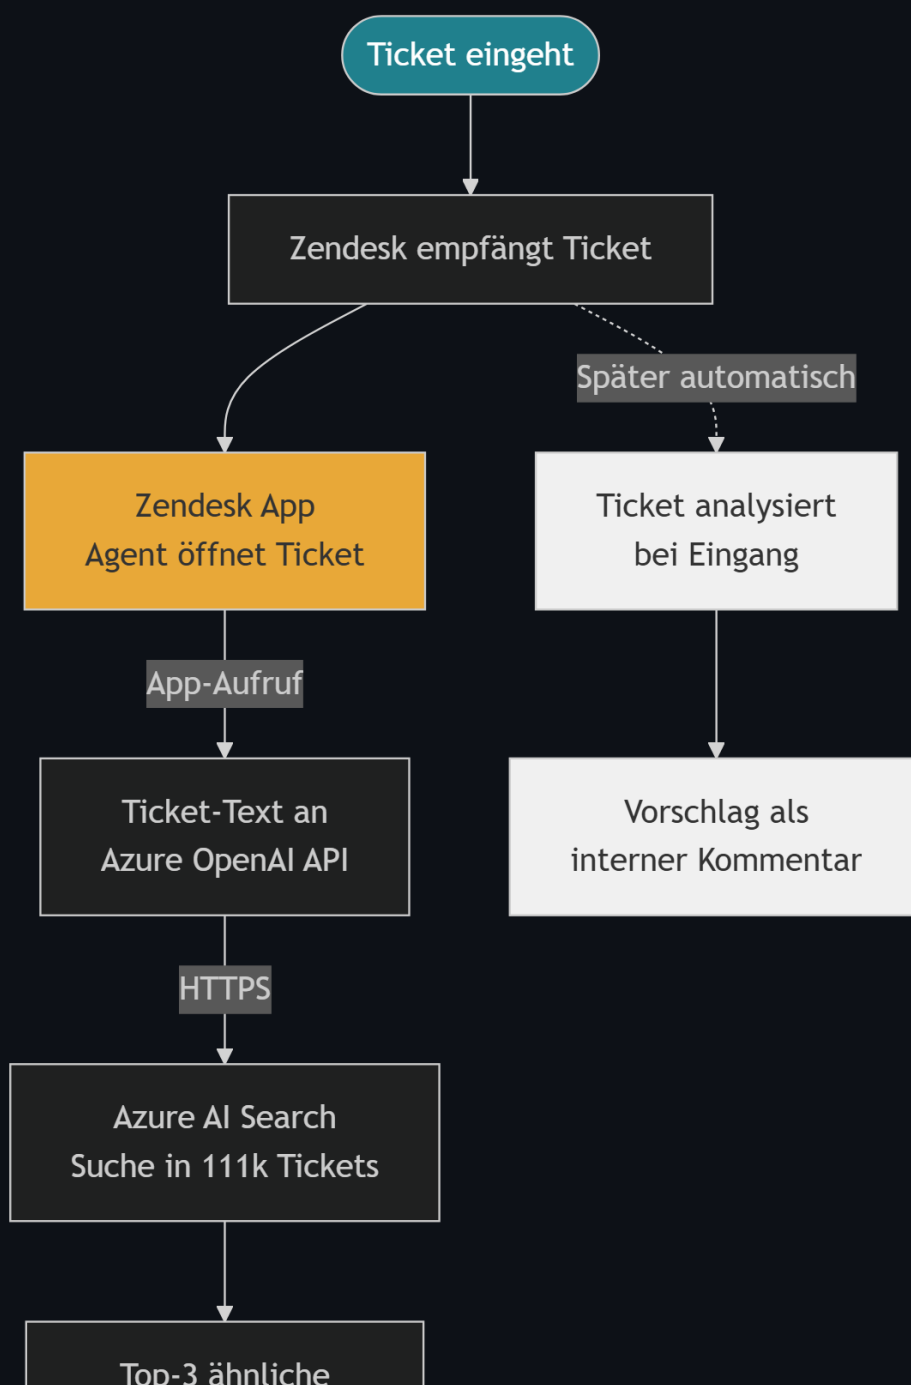 Ticket eingeht
Zendesk empfängt Ticket
Später automatisch
Zendesk App
Agent öffnet Ticket
Ticket analysiert
bei Eingang
App-Aufruf
Ticket-Text an
Azure OpenAI API
Vorschlag als
interner Kommentar
HTTPS
Azure AI Search
Suche in 111k Tickets
Top-3 ähnliche